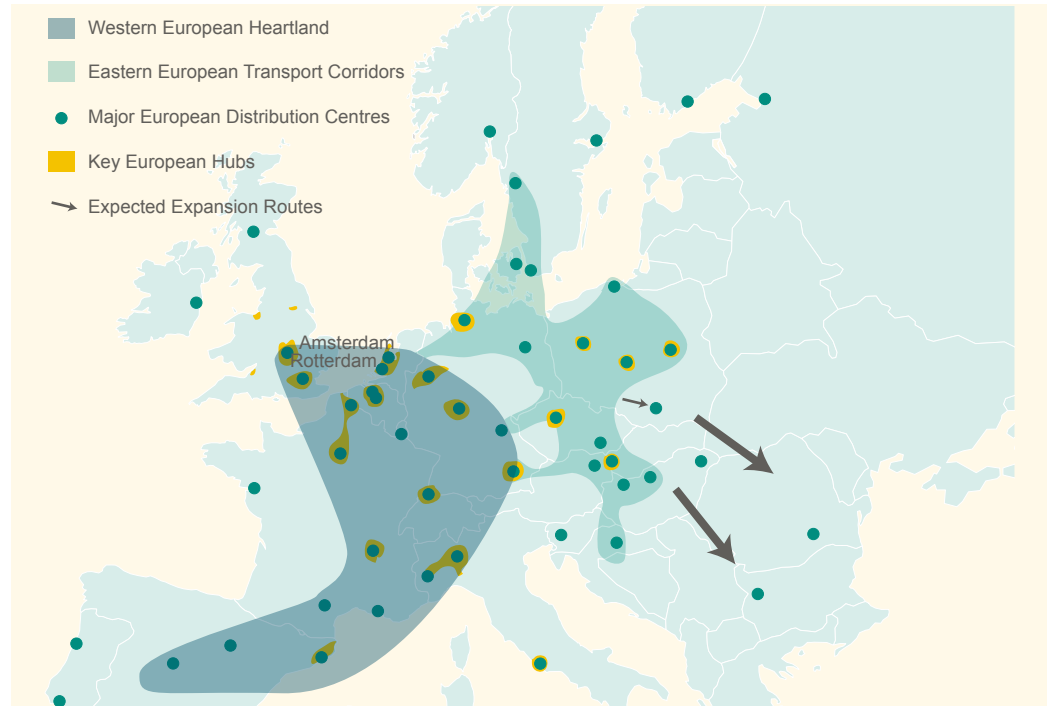 Western European Heartland
Eastern European Transport Corridors
Major European Distribution Centres
Key European Hubs
Expected Expansion Routes
Amsterdam
Rotterdam